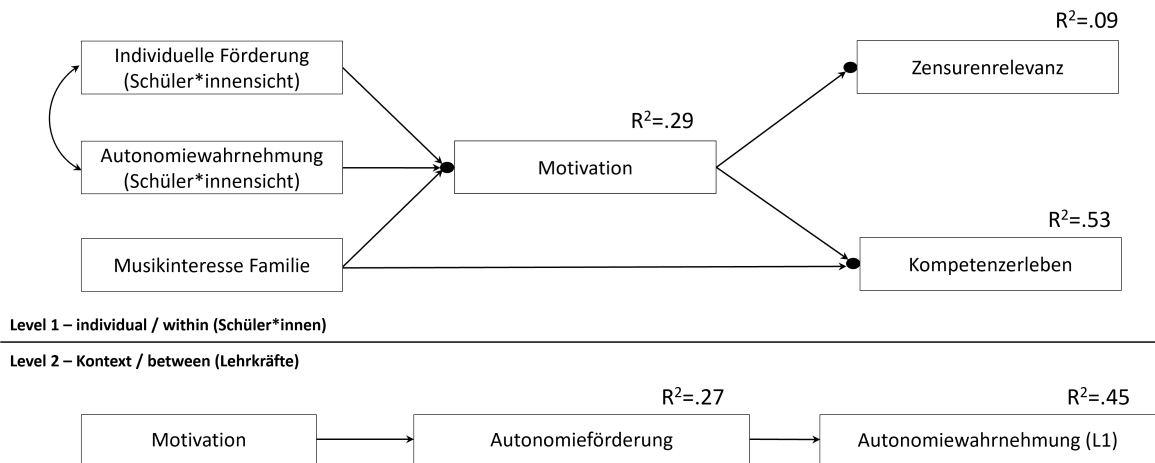 R²=.09
Individuelle Förderung
(Schüler*innensicht)
Zensurenrelevanz
R²=.29
Autonomiewahrnehmung
(Schüler*innensicht)
Motivation
R²=.53
Musikinteresse Familie
Kompetenzerleben
Level 1 – individual / within (Schüler*innen)
Level 2 – Kontext / between (Lehrkräfte)
R²=.27
R²=.45
Motivation
Autonomieförderung
Autonomiewahrnehmung (L1)